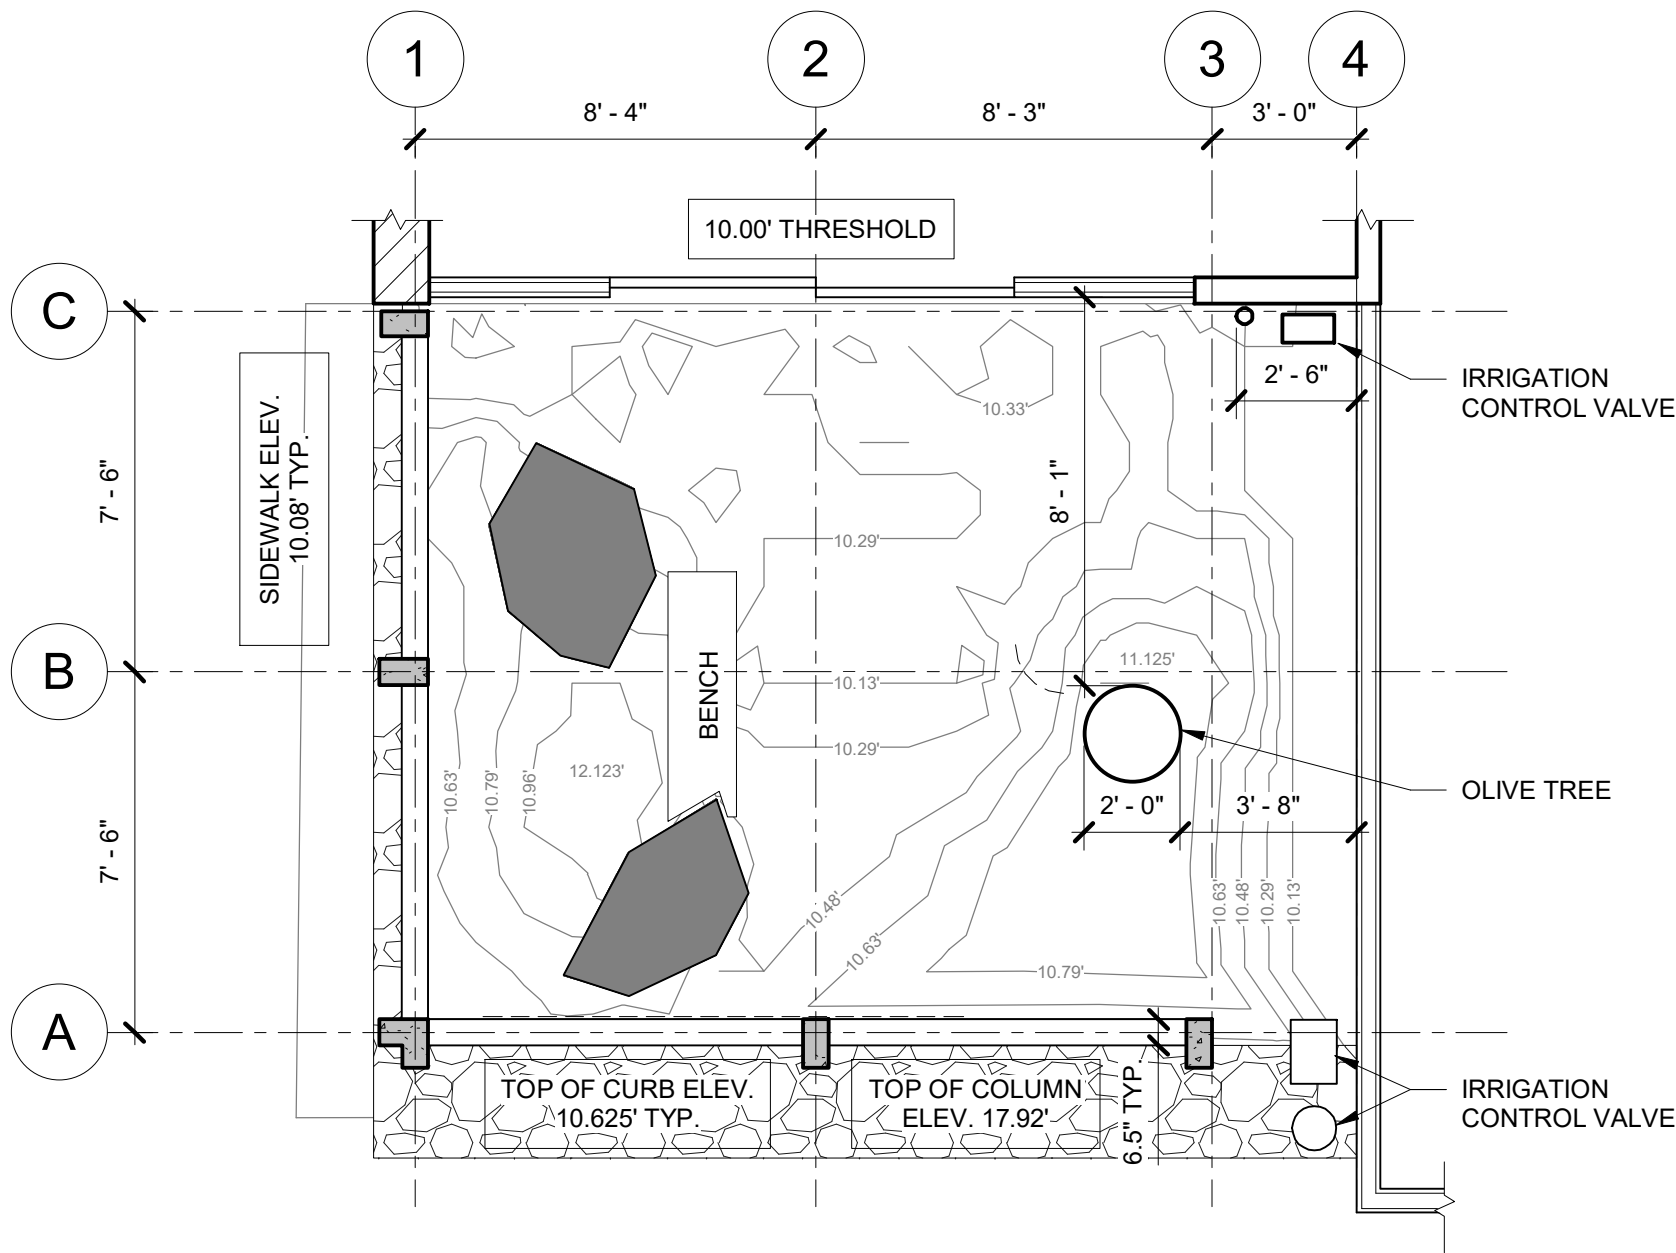 1
2
3
4
8' - 4"
8' - 3"
3' - 0"
10.00' THRESHOLD
C
SIDEWALK ELEV.
10.08' TYP.
7' - 6"
10.33'
2' - 6"
IRRIGATION
CONTROL VALVE
8' - 1"
10.29'
B
BENCH
10.13'
11.125'
10.29'
12.123'
10.63'
10.79'
10.96'
OLIVE TREE
2' - 0"
3' - 8"
7' - 6"
10.48'
10.63'
10.79'
10.63'
10.48'
10.29'
10.13'
A
TOP OF CURB ELEV.
10.625' TYP.
TOP OF COLUMN
ELEV. 17.92'
6.5" TYP.
IRRIGATION
CONTROL VALVE